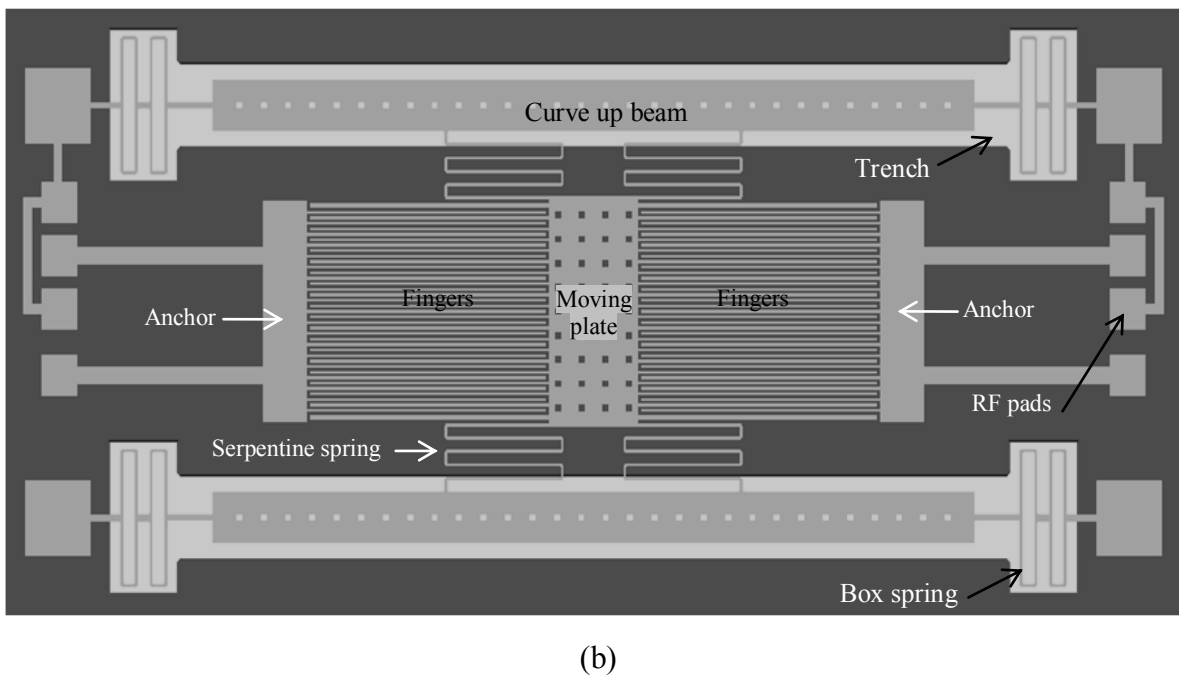 Curve up beam
Trench
Fingers
Moving
plate
Fingers
Anchor
Anchor
RF pads
Serpentine spring
Box spring
(b)